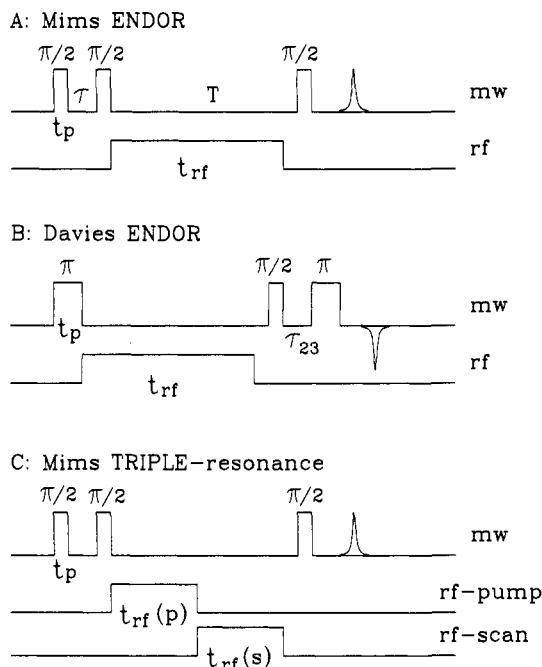 A: Mims ENDOR
π/2 π/2 π/2
τ T mw
t_p
rf
t_rf
B: Davies ENDOR
π π/2 π
mw
t_p τ_23
rf
t_rf
C: Mims TRIPLE-resonance
π/2 π/2 π/2
mw
t_p
rf-pump
t_rf(p)
rf-scan
t_rf(s)